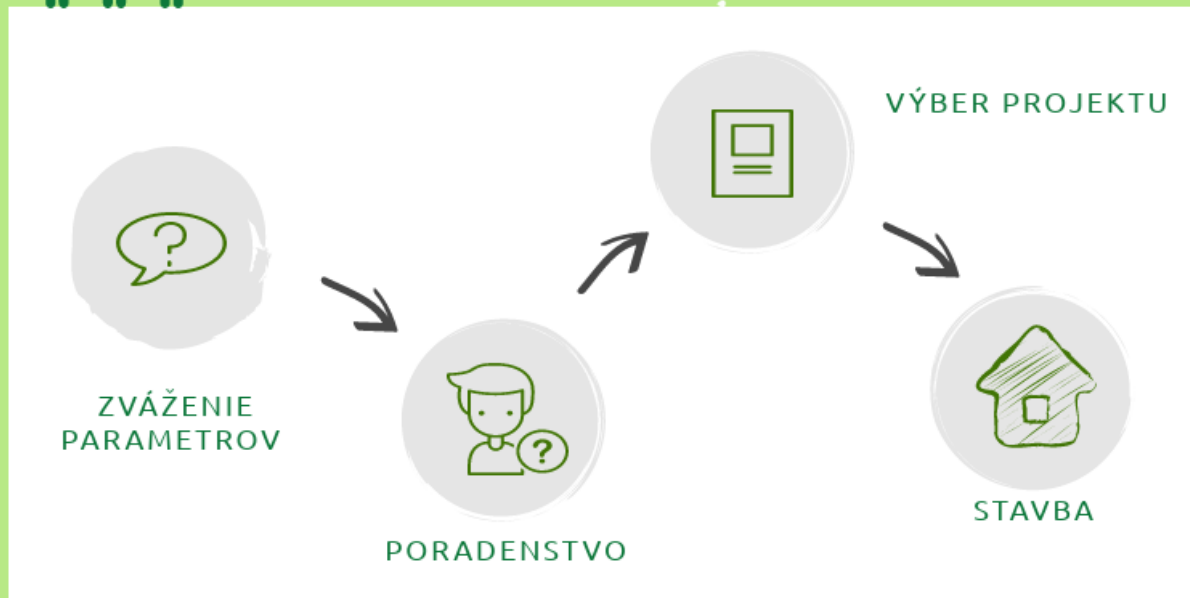 VÝBER PROJEKTU
?
ZVÁŽENIE
PARAMETROV
?
PORADENSTVO
STAVBA